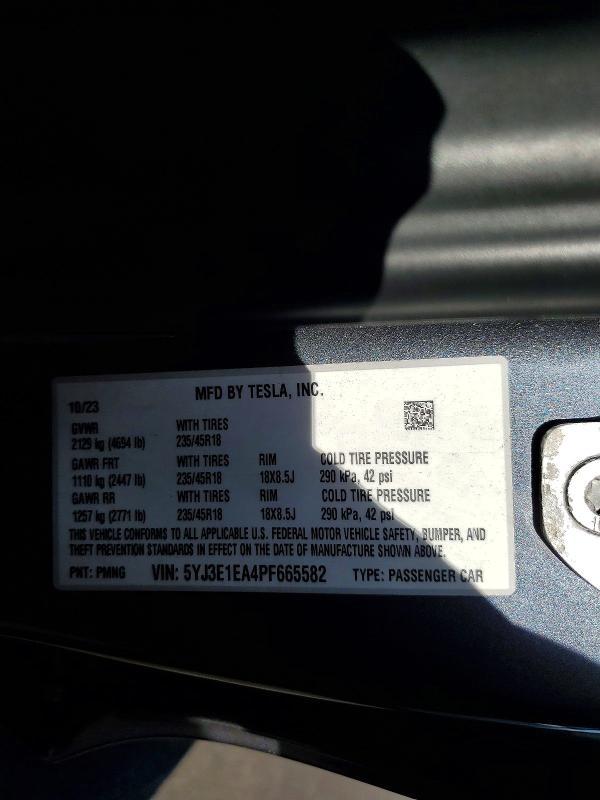 MFD BY TESLA, INC.
10/23
GVWR WITH TIRES
2129 kg (4694 lb) 235/45R18
GAWR FRT WITH TIRES RIM COLD TIRE PRESSURE
1110 kg (2447 lb) 235/45R18 18X8.5J 290 kPa, 42 psi
GAWR RR WITH TIRES RIM COLD TIRE PRESSURE
1257 kg (2771 lb) 235/45R18 18X8.5J 290 kPa, 42 psi
THIS VEHICLE CONFORMS TO ALL APPLICABLE U.S. FEDERAL MOTOR VEHICLE SAFETY, BUMPER, AND
THEFT PREVENTION STANDARDS IN EFFECT ON THE DATE OF MANUFACTURE SHOWN ABOVE.
PNT: PMNG VIN: 5YJ3E1EA4PF665582 TYPE: PASSENGER CAR